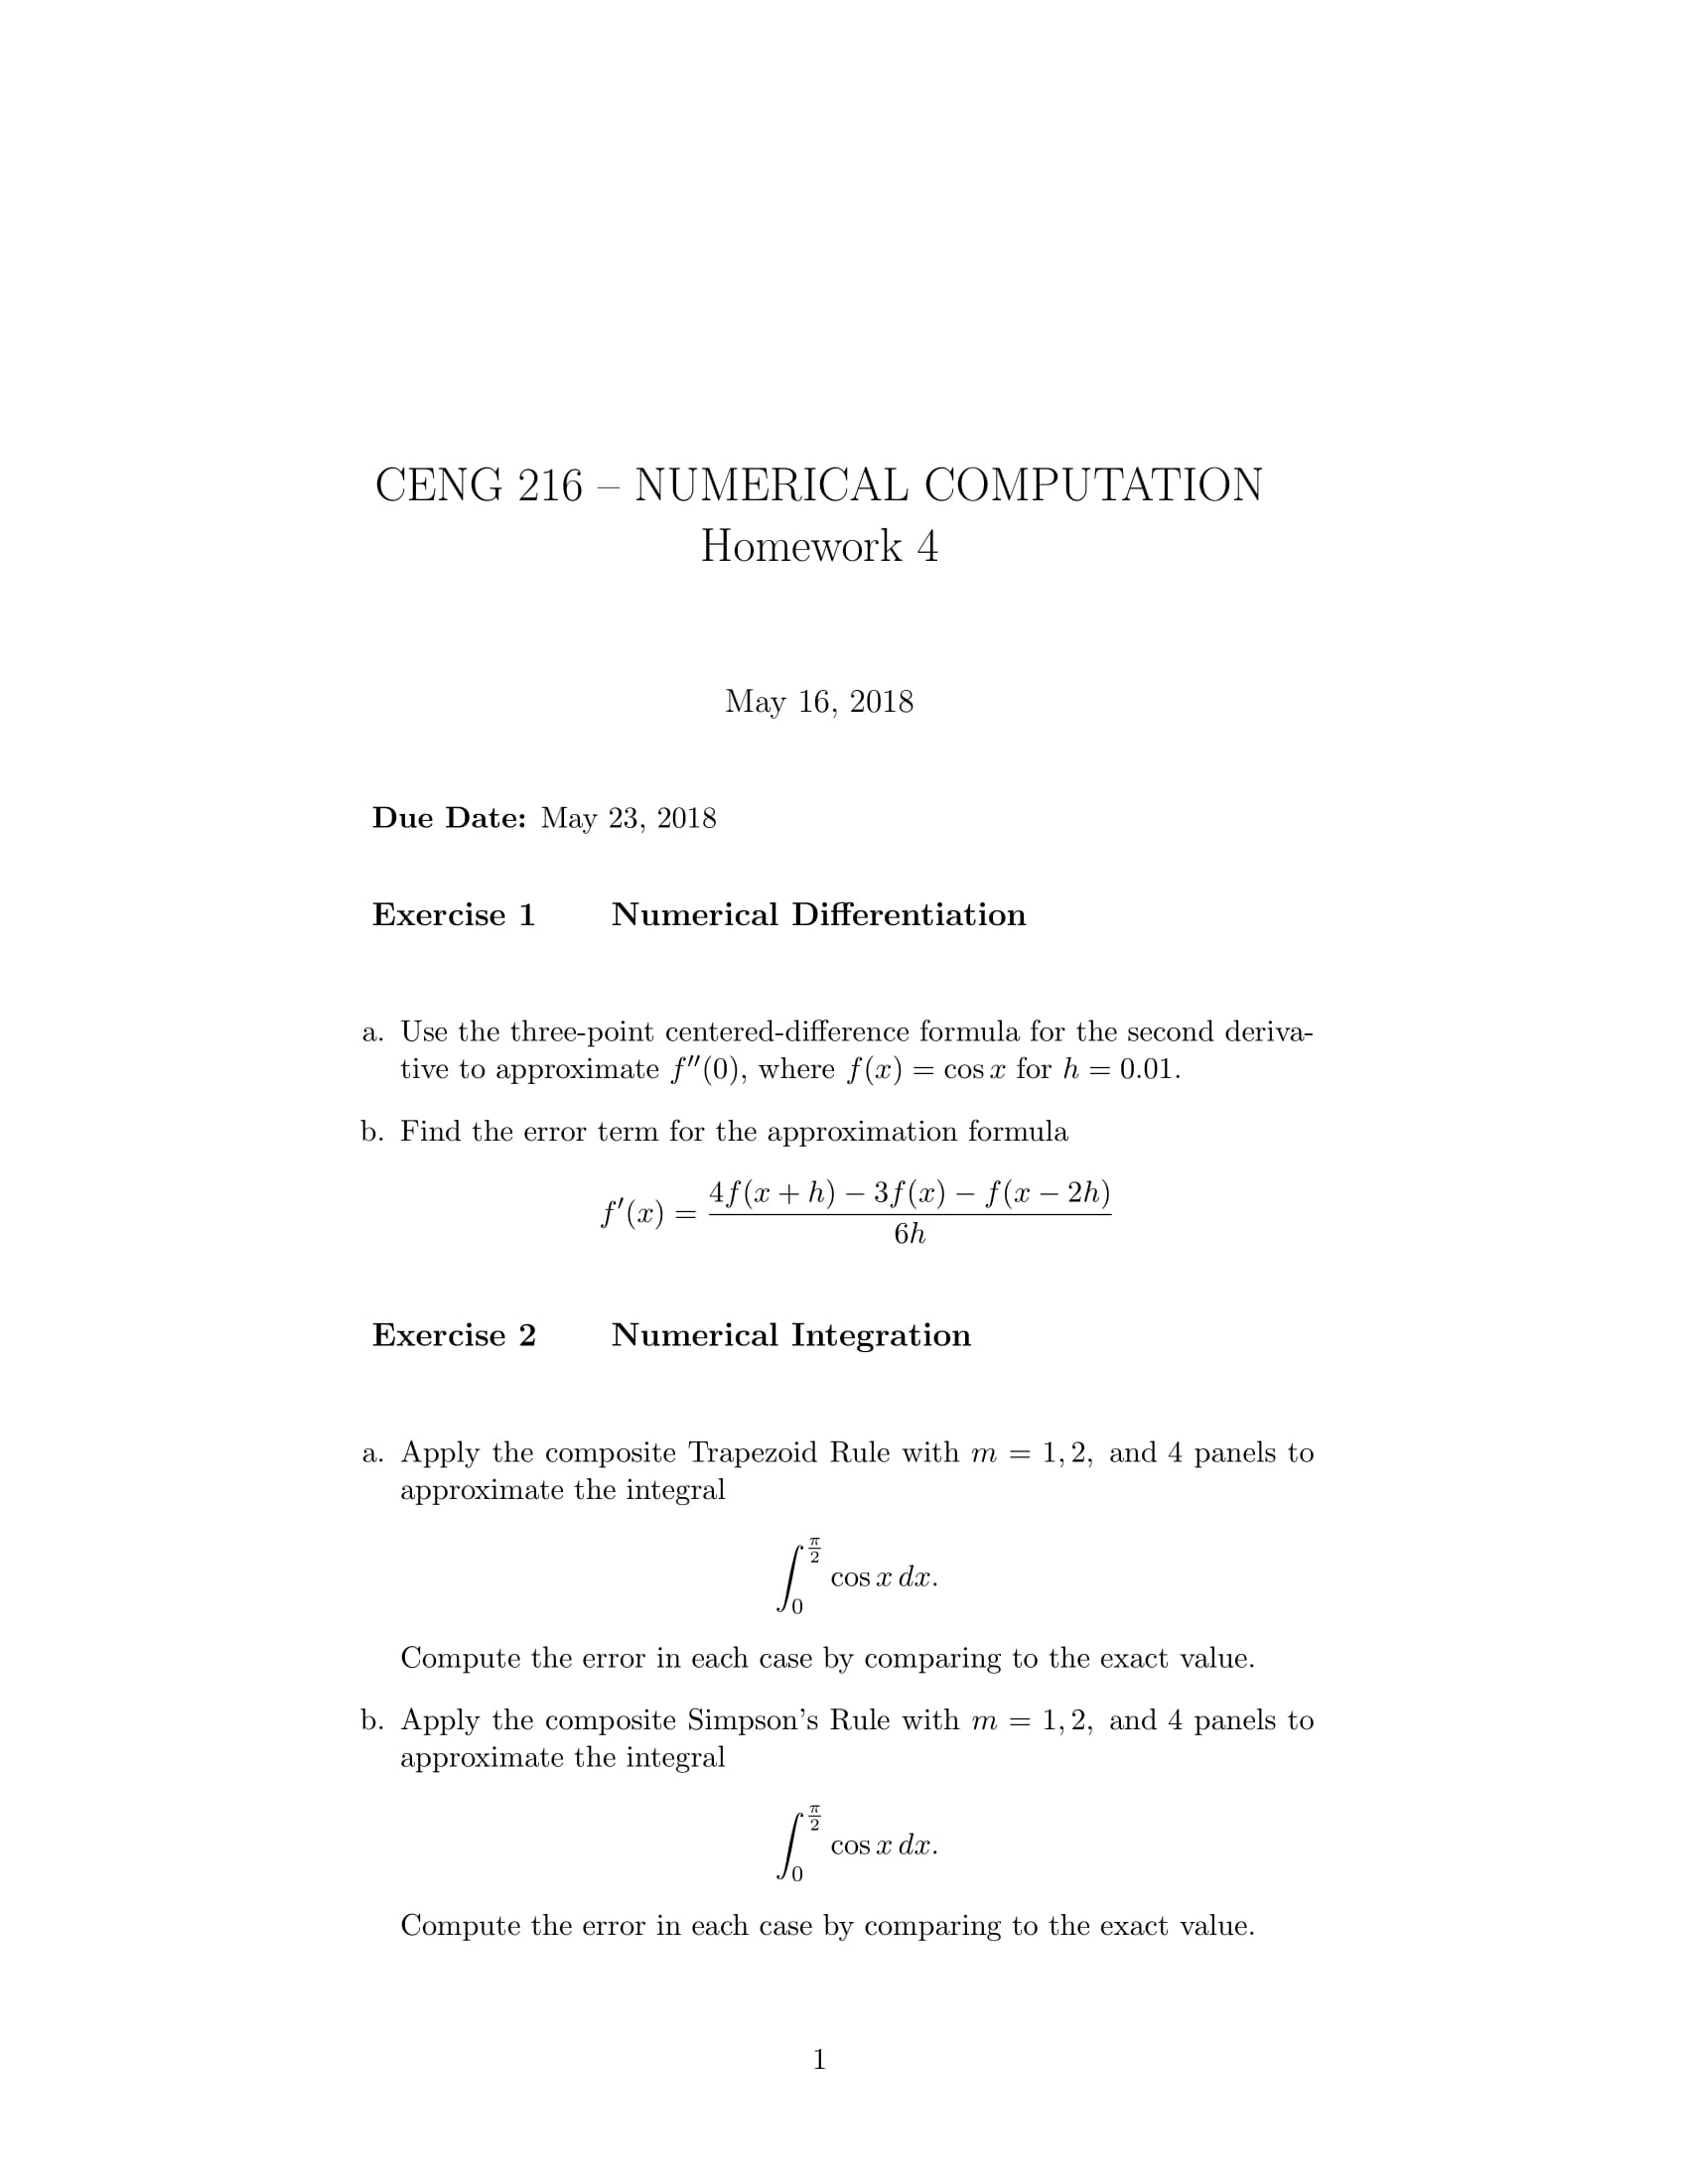 CENG 216 – NUMERICAL COMPUTATION
Homework 4
May 16, 2018
Due Date: May 23, 2018
Exercise 1 Numerical Differentiation
a. Use the three-point centered-difference formula for the second deriva-
tive to approximate f″(0), where f(x) = cos x for h = 0.01.
b. Find the error term for the approximation formula
f′(x) = \frac{4f(x + h) − 3f(x) − f(x − 2h)}{6h}
Exercise 2 Numerical Integration
a. Apply the composite Trapezoid Rule with m = 1, 2, and 4 panels to
approximate the integral
\int_0^{\frac{π}{2}} cos x dx.
Compute the error in each case by comparing to the exact value.
b. Apply the composite Simpson’s Rule with m = 1, 2, and 4 panels to
approximate the integral
\int_0^{\frac{π}{2}} cos x dx.
Compute the error in each case by comparing to the exact value.
1